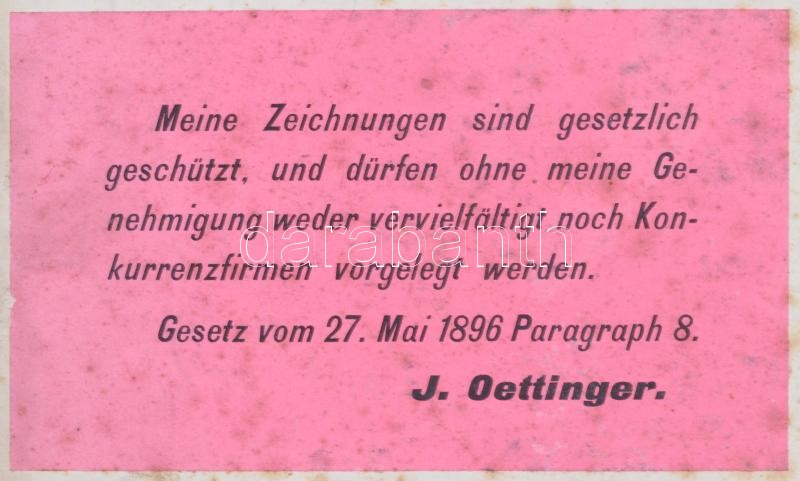 Meine Zeichnungen sind gesetzlich
geschützt, und dürfen ohne meine Ge-
nehmigung weder vervielfältigt noch Kon-
darabanth
kurrenzfirmen vorgelegt werden.
Gesetz vom 27. Mai 1896 Paragraph 8.
J. Oettinger.